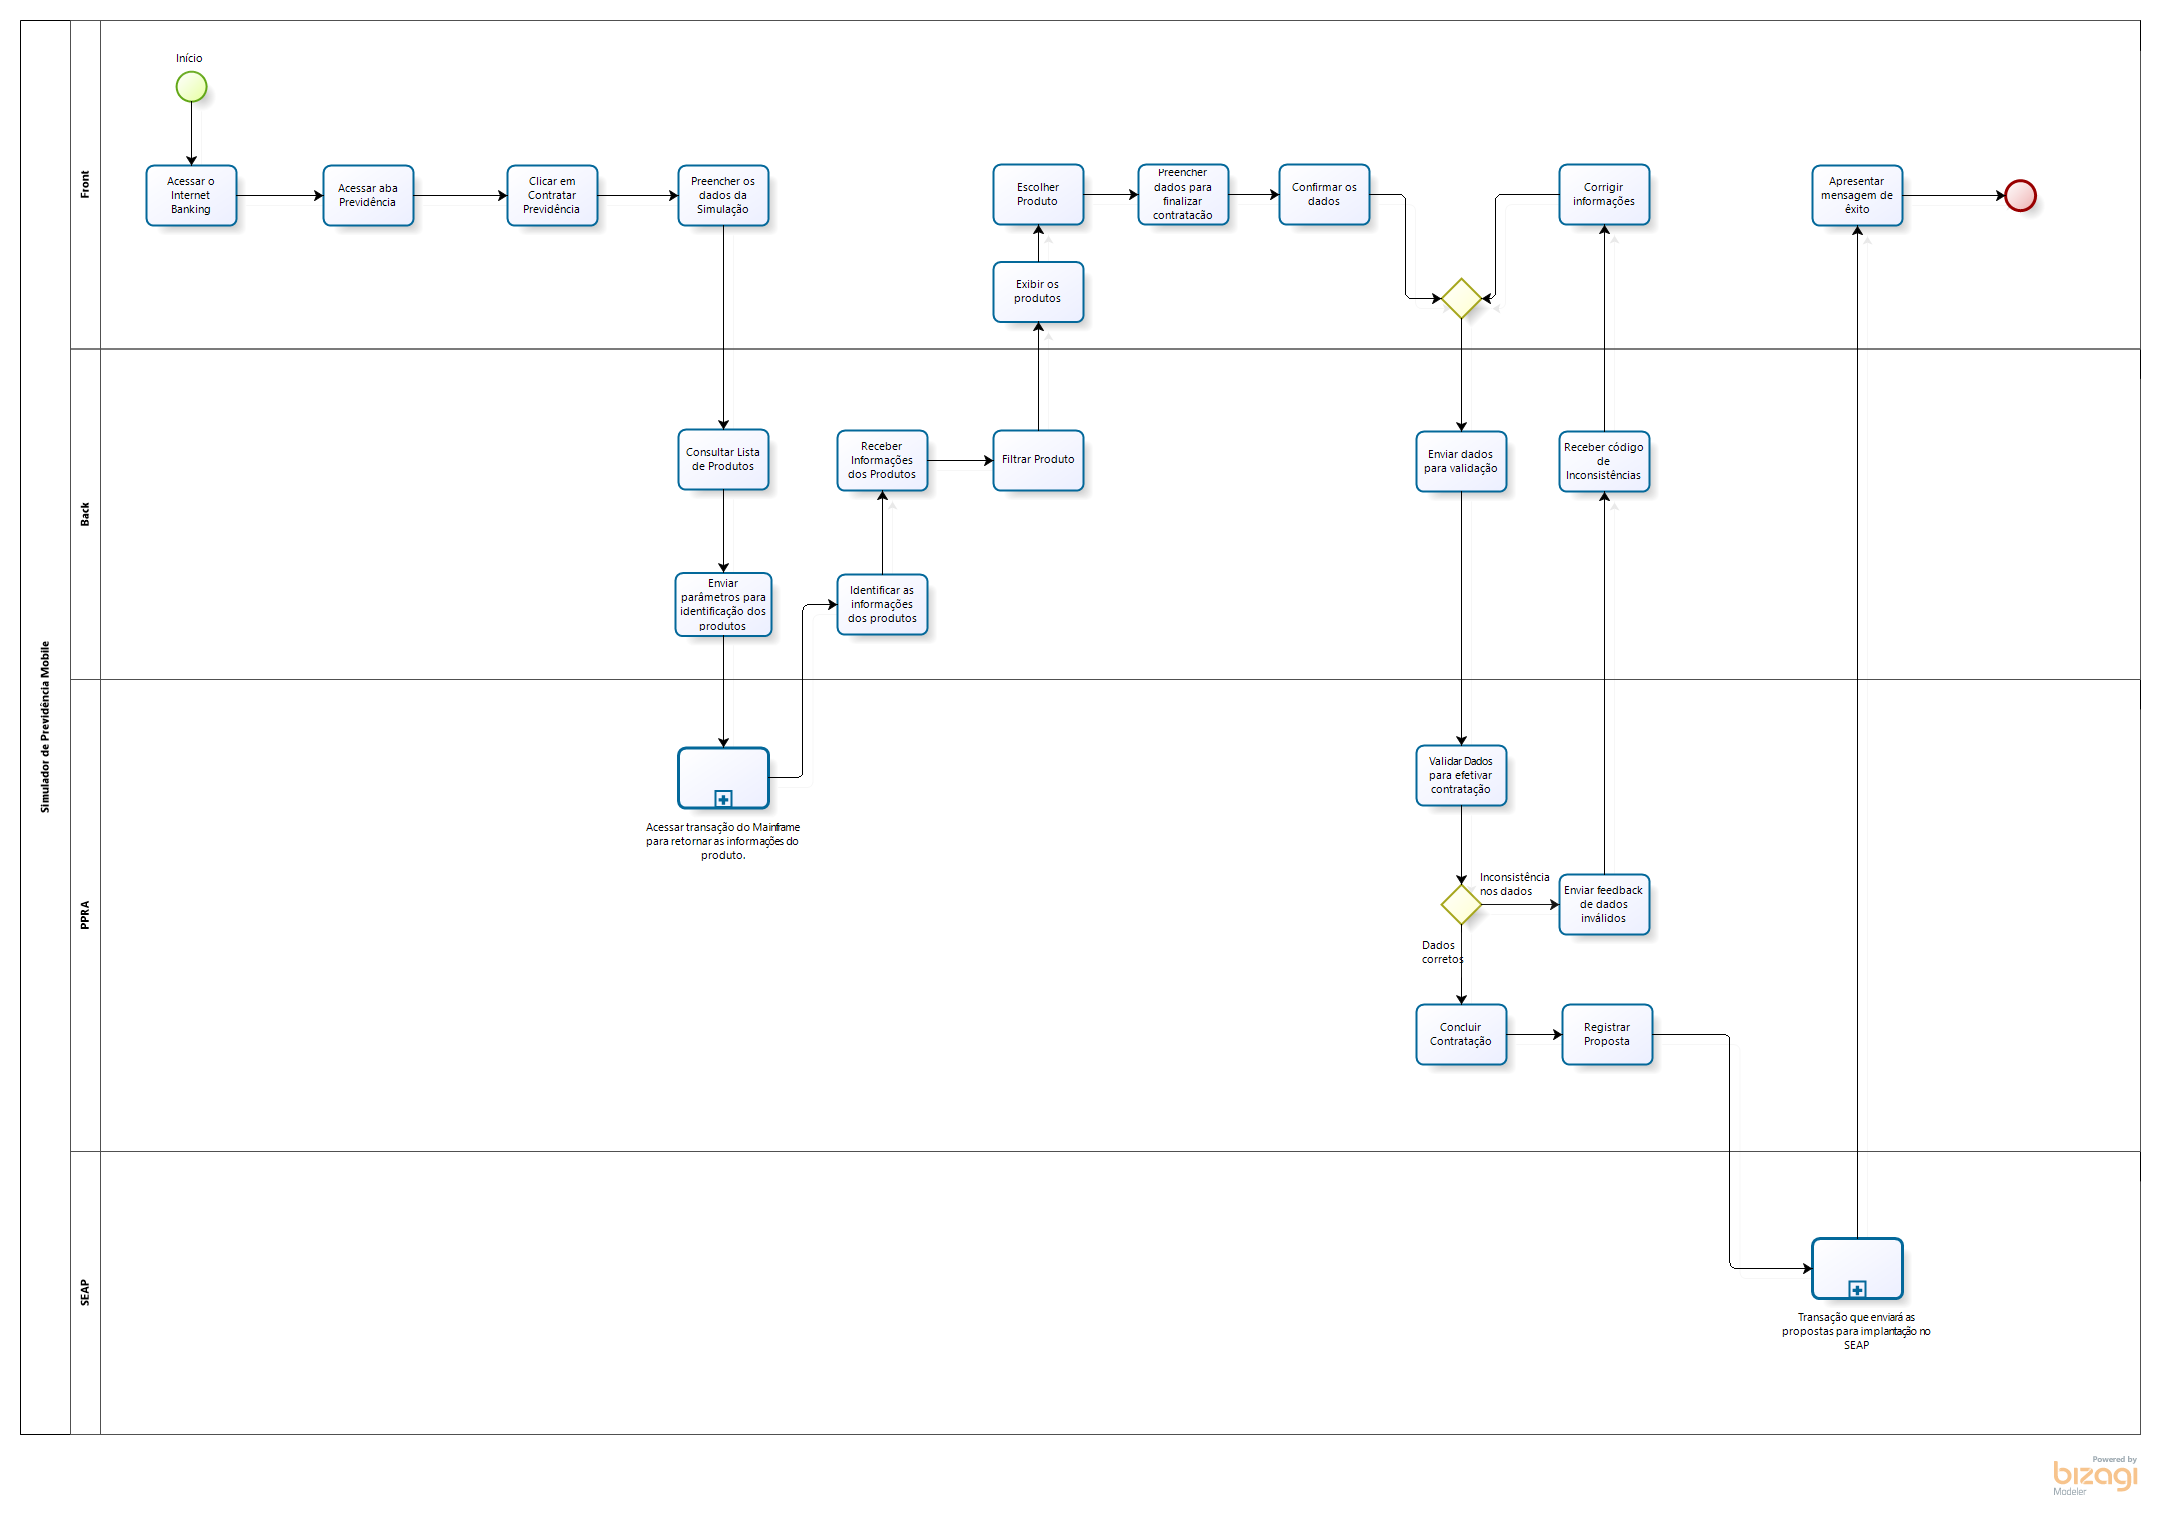 Simulador de Previdência Mobile
Front
Início
Acessar o
Internet
Banking
Acessar aba
Previdência
Clicar em
Contratar
Previdência
Preencher os
dados da
Simulação
Escolher
Produto
Preencher
dados para
finalizar
contratacão
Confirmar os
dados
Corrigir
informações
Apresentar
mensagem de
êxito
Exibir os
produtos
Back
Consultar Lista
de Produtos
Receber
Informações
dos Produtos
Filtrar Produto
Enviar dados
para validação
Receber código
de
Inconsistências
Enviar
parâmetros para
identificação dos
produtos
Identificar as
informações
dos produtos
PPRA
Acessar transação do Mainframe
para retornar as informações do
produto.
Validar Dados
para efetivar
contratação
Inconsistência
nos dados
Enviar feedback
de dados
inválidos
Dados
corretos
Concluir
Contratação
Registrar
Proposta
SEAP
Transação que enviará as
propostas para implantação no
SEAP
Powered by
bizagi
Modeler